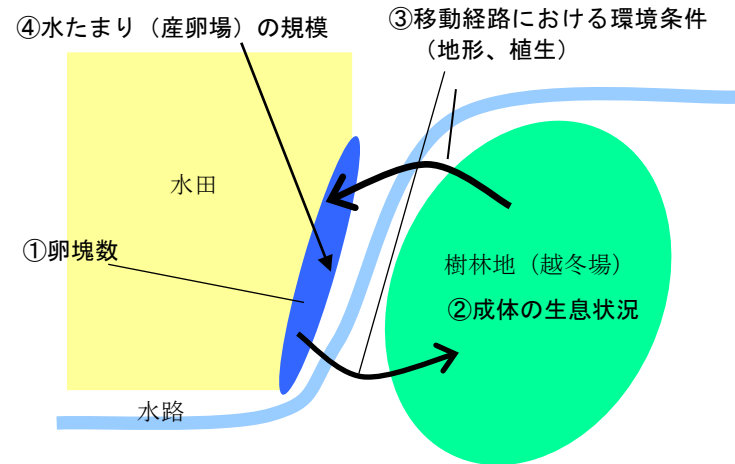 ④水たまり（産卵場）の規模
③移動経路における環境条件
（地形、植生）
水田
①卵塊数
樹林地（越冬場）
②成体の生息状況
水路